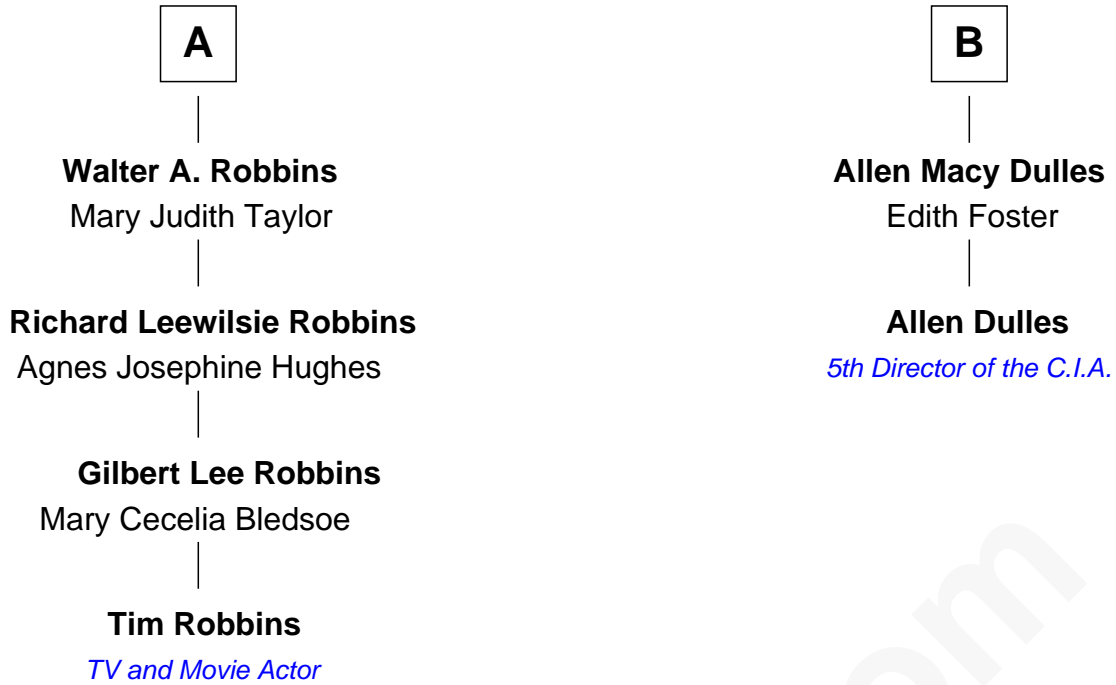 A
Walter A. Robbins
Mary Judith Taylor
Richard Leewilsie Robbins
Agnes Josephine Hughes
Gilbert Lee Robbins
Mary Cecelia Bledsoe
Tim Robbins
TV and Movie Actor
B
Allen Macy Dulles
Edith Foster
Allen Dulles
5th Director of the C.I.A.
om